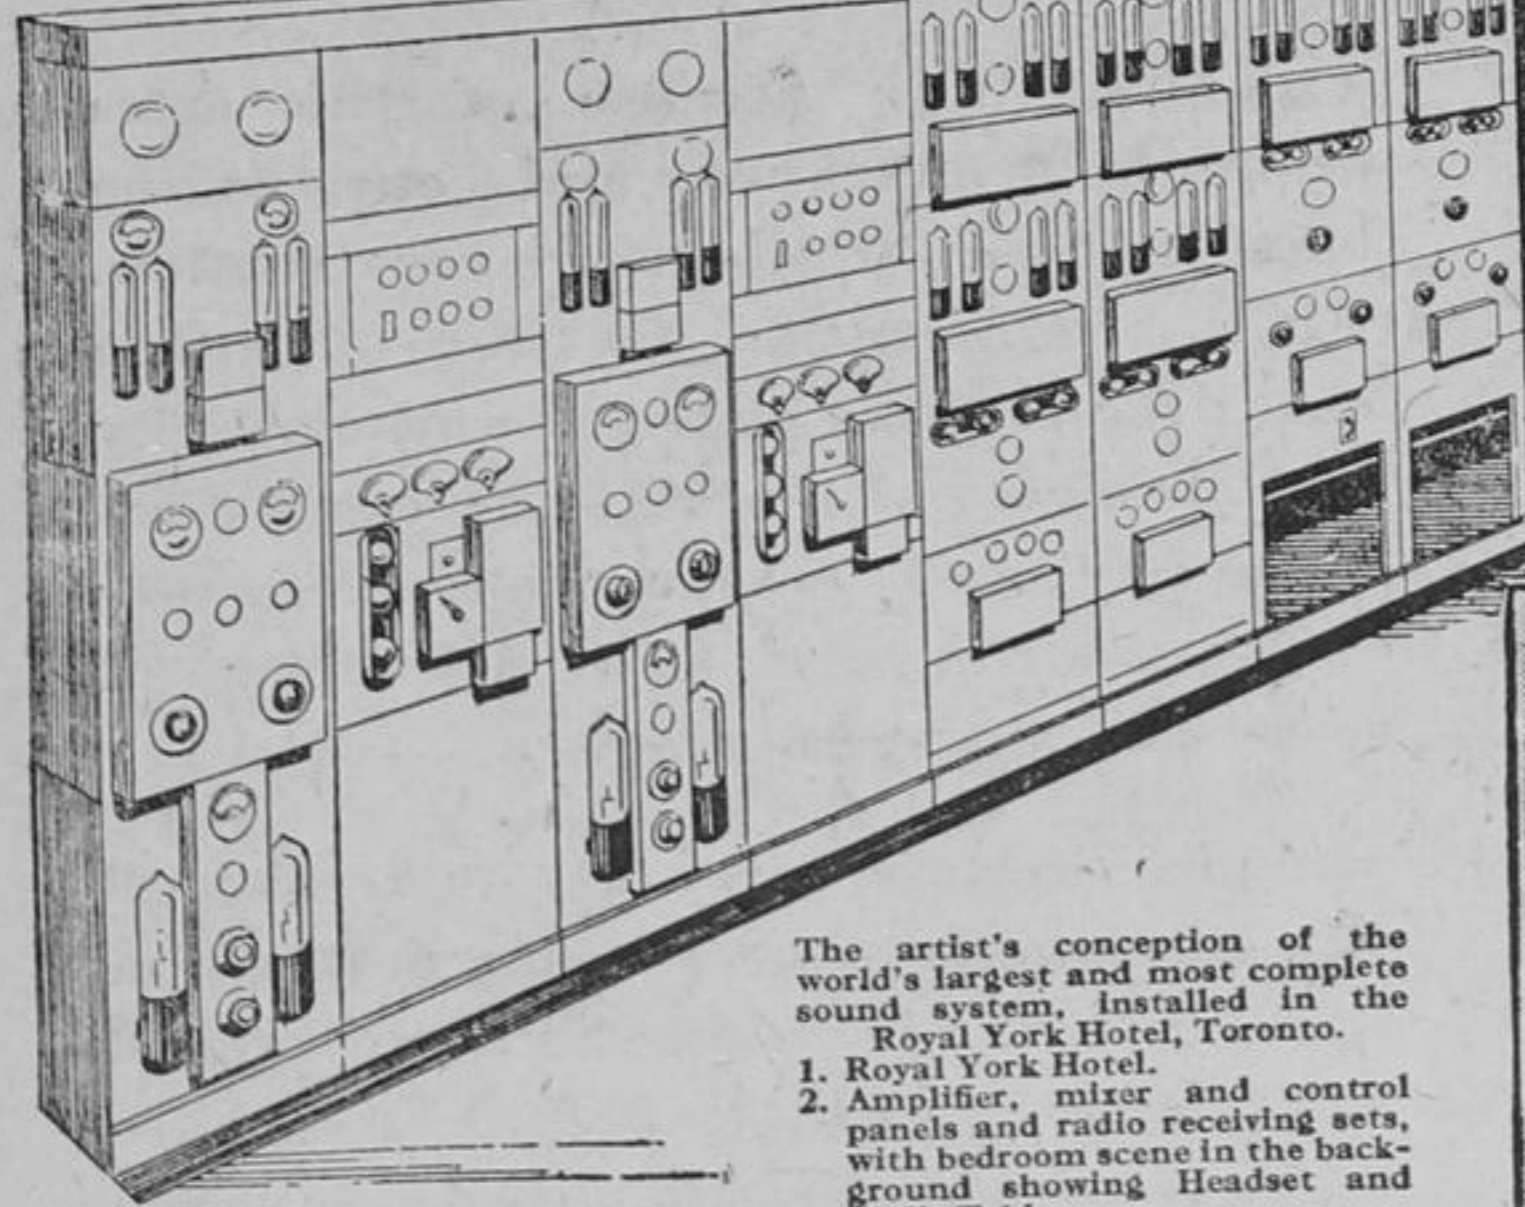 The artist's conception of the
world's largest and most complete
sound system, installed in the
Royal York Hotel, Toronto.
1. Royal York Hotel.
2. Amplifier, mixer and control
panels and radio receiving sets,
with bedroom scene in the back-
ground showing Headset and